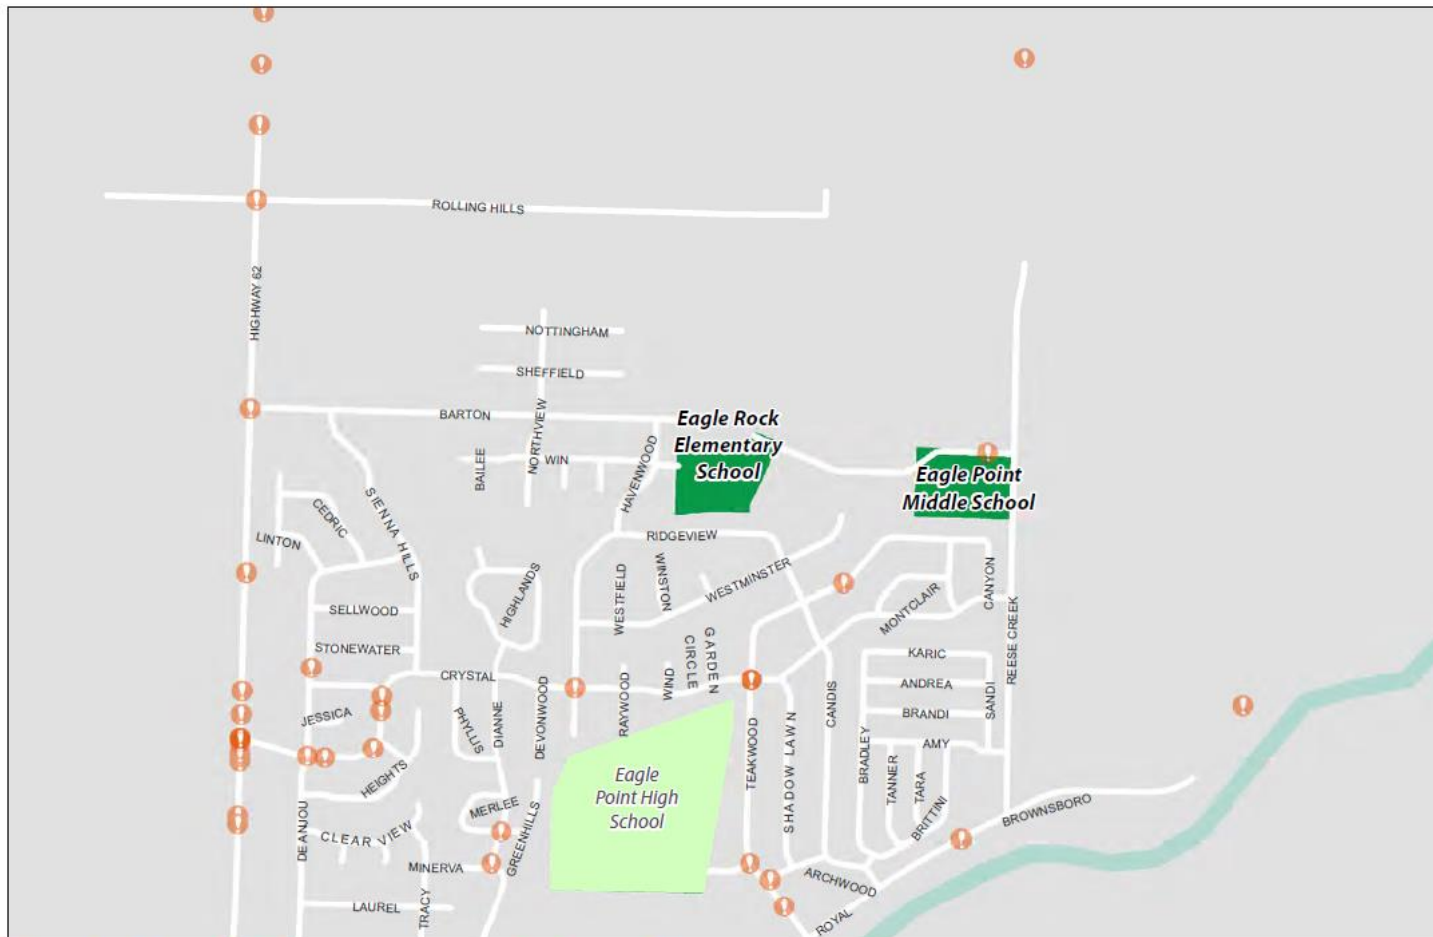 ROLLING HILLS
HIGHWAY 62
NOTTINGHAM
SHEFFIELD
BARTON
NORTHVIEW
BAILEE
WIN
HAVENWOOD
Eagle Rock
Elementary
School
Eagle Point
Middle School
SIENNA HILLS
CEDRIC
LINTON
RIDGEVIEW
HIGHLANDS
WESTFIELD
WINSTON
WESTMINSTER
CANYON
MONTCLAIR
REESE CREEK
SELLWOOD
STONEWATER
GARDEN
CIRCLE
KARIC
CRYSTAL
WIND
ANDREA
SANDI
DEVONWOOD
RAYWOOD
CANDIS
BRANDI
JESSICA
PHYLLIS
DIANNE
AMY
TEAKWOOD
SHADOW LAWN
BRADLEY
TANNER
TARA
HEIGHTS
Eagle
Point High
School
MERLEE
BRITTINI
BROWNSBORO
DEANJOU
CLEAR VIEW
GREENHILLS
MINERVA
ARCHWOOD
LAUREL
TRACY
ROYAL